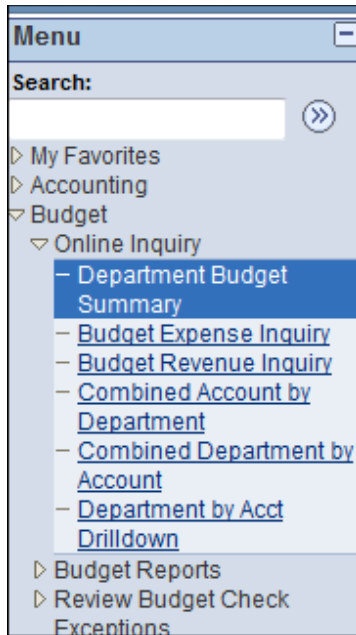 Menu
Search:
My Favorites
Accounting
Budget
Online Inquiry
– Department Budget
Summary
– Budget Expense Inquiry
– Budget Revenue Inquiry
– Combined Account by
Department
– Combined Department by
Account
– Department by Acct
Drilldown
Budget Reports
Review Budget Check
Exceptions